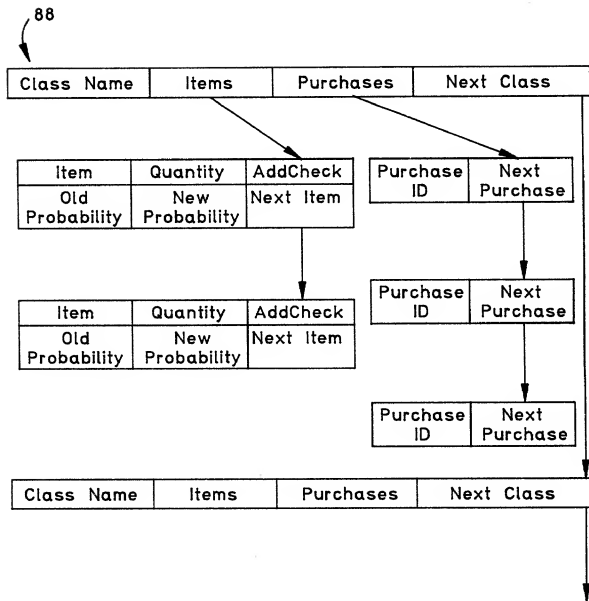 88
Class Name Items Purchases Next Class
Item Quantity AddCheck
Old Probability New Probability Next Item
Purchase ID Next Purchase
Item Quantity AddCheck
Old Probability New Probability Next Item
Purchase ID Next Purchase
Purchase ID Next Purchase
Class Name Items Purchases Next Class